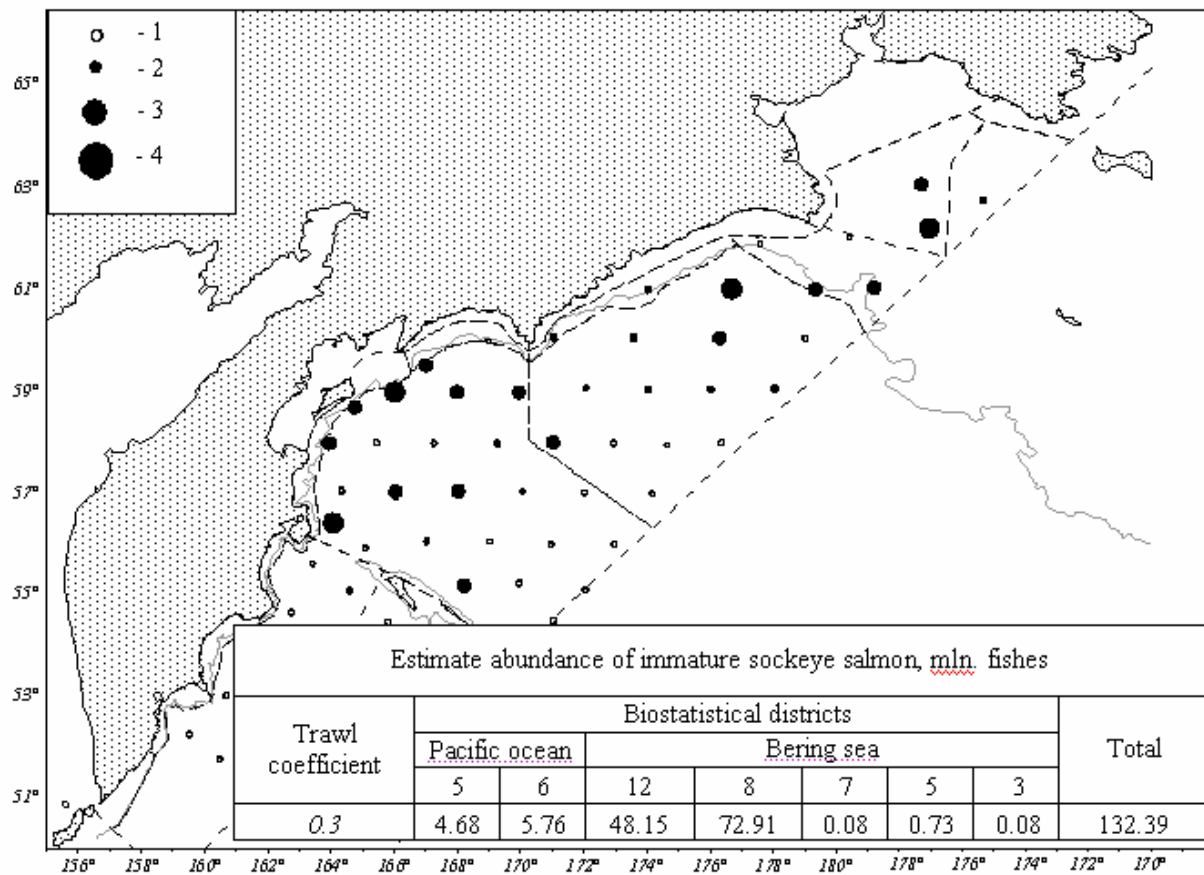 - 1
- 2
- 3
- 4
65°
63°
61°
59°
57°
55°
53°
51°
Estimate abundance of immature sockeye salmon, mln. fishes
Trawl coefficient
Biostatistical districts
Total
Pacific ocean
Bering sea
5 6 12 8 7 5 3
0.3 4.68 5.76 48.15 72.91 0.08 0.73 0.08 132.39
156° 158° 160° 162° 164° 166° 168° 170° 172° 174° 176° 178° 180° 178° 176° 174° 172° 170°